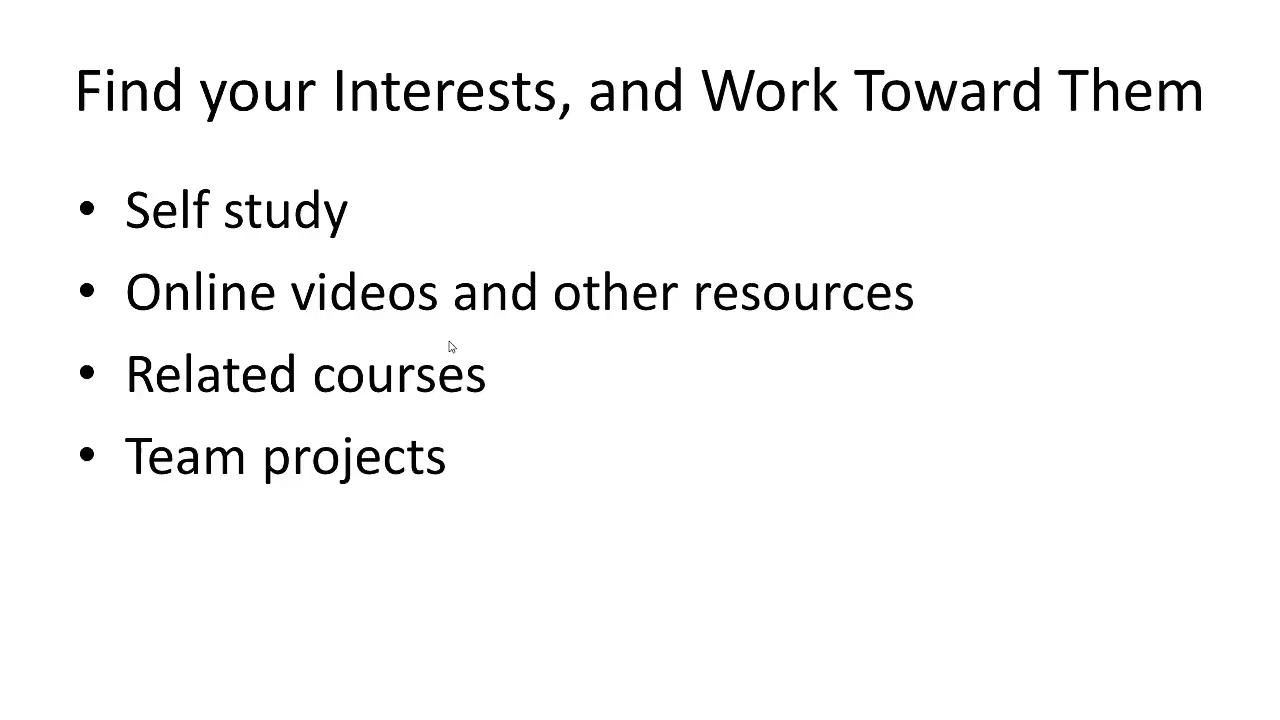 Find your Interests, and Work Toward Them
• Self study
• Online videos and other resources
• Related courses
• Team projects